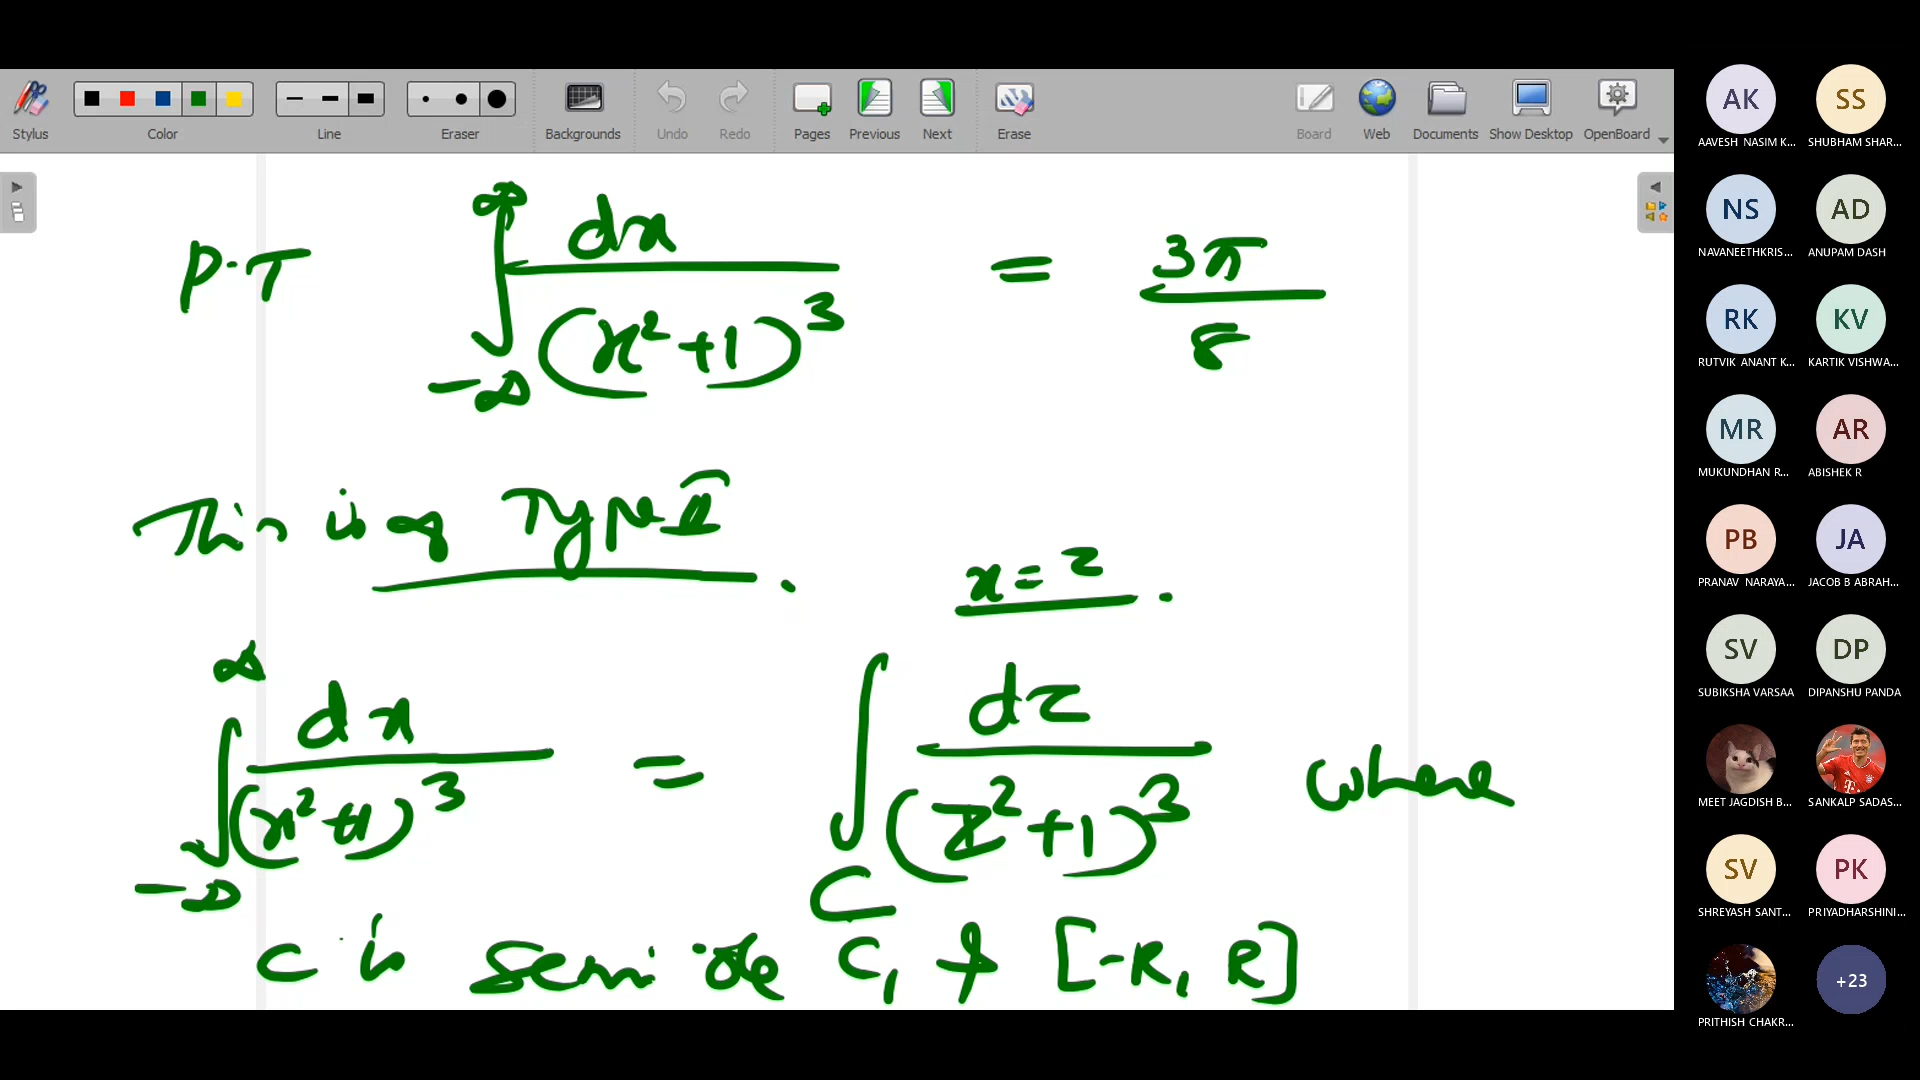 Stylus Color Line Eraser Backgrounds Undo Redo Pages Previous Next Erase Board Web Documents Show Desktop OpenBoard
P.T ∫_{-∞}^{∞} dx/(x²+1)³ = 3π/8
This is of Type II.
x = z.
∫_{-∞}^{∞} dx/(x²+1)³ = ∫_C dz/(z²+1)³ where
C is semi circle C₁ & [-R, R]
AK SS
AAVESH NASIM K... SHUBHAM SHAR...
NS AD
NAVANEETHKRIS... ANUPAM DASH
RK KV
RUTVIK ANANT K... KARTIK VISHWA...
MR AR
MUKUNDHAN R... ABISHEK R
PB JA
PRANAV NARAYA... JACOB B ABRAH...
SV DP
SUBIKSHA VARSAA DIPANSHU PANDA
MEET JAGDISH B... SANKALP SADAS...
SV PK
SHREYASH SANT... PRIYADHARSHINI...
+23
PRITHISH CHAKR...